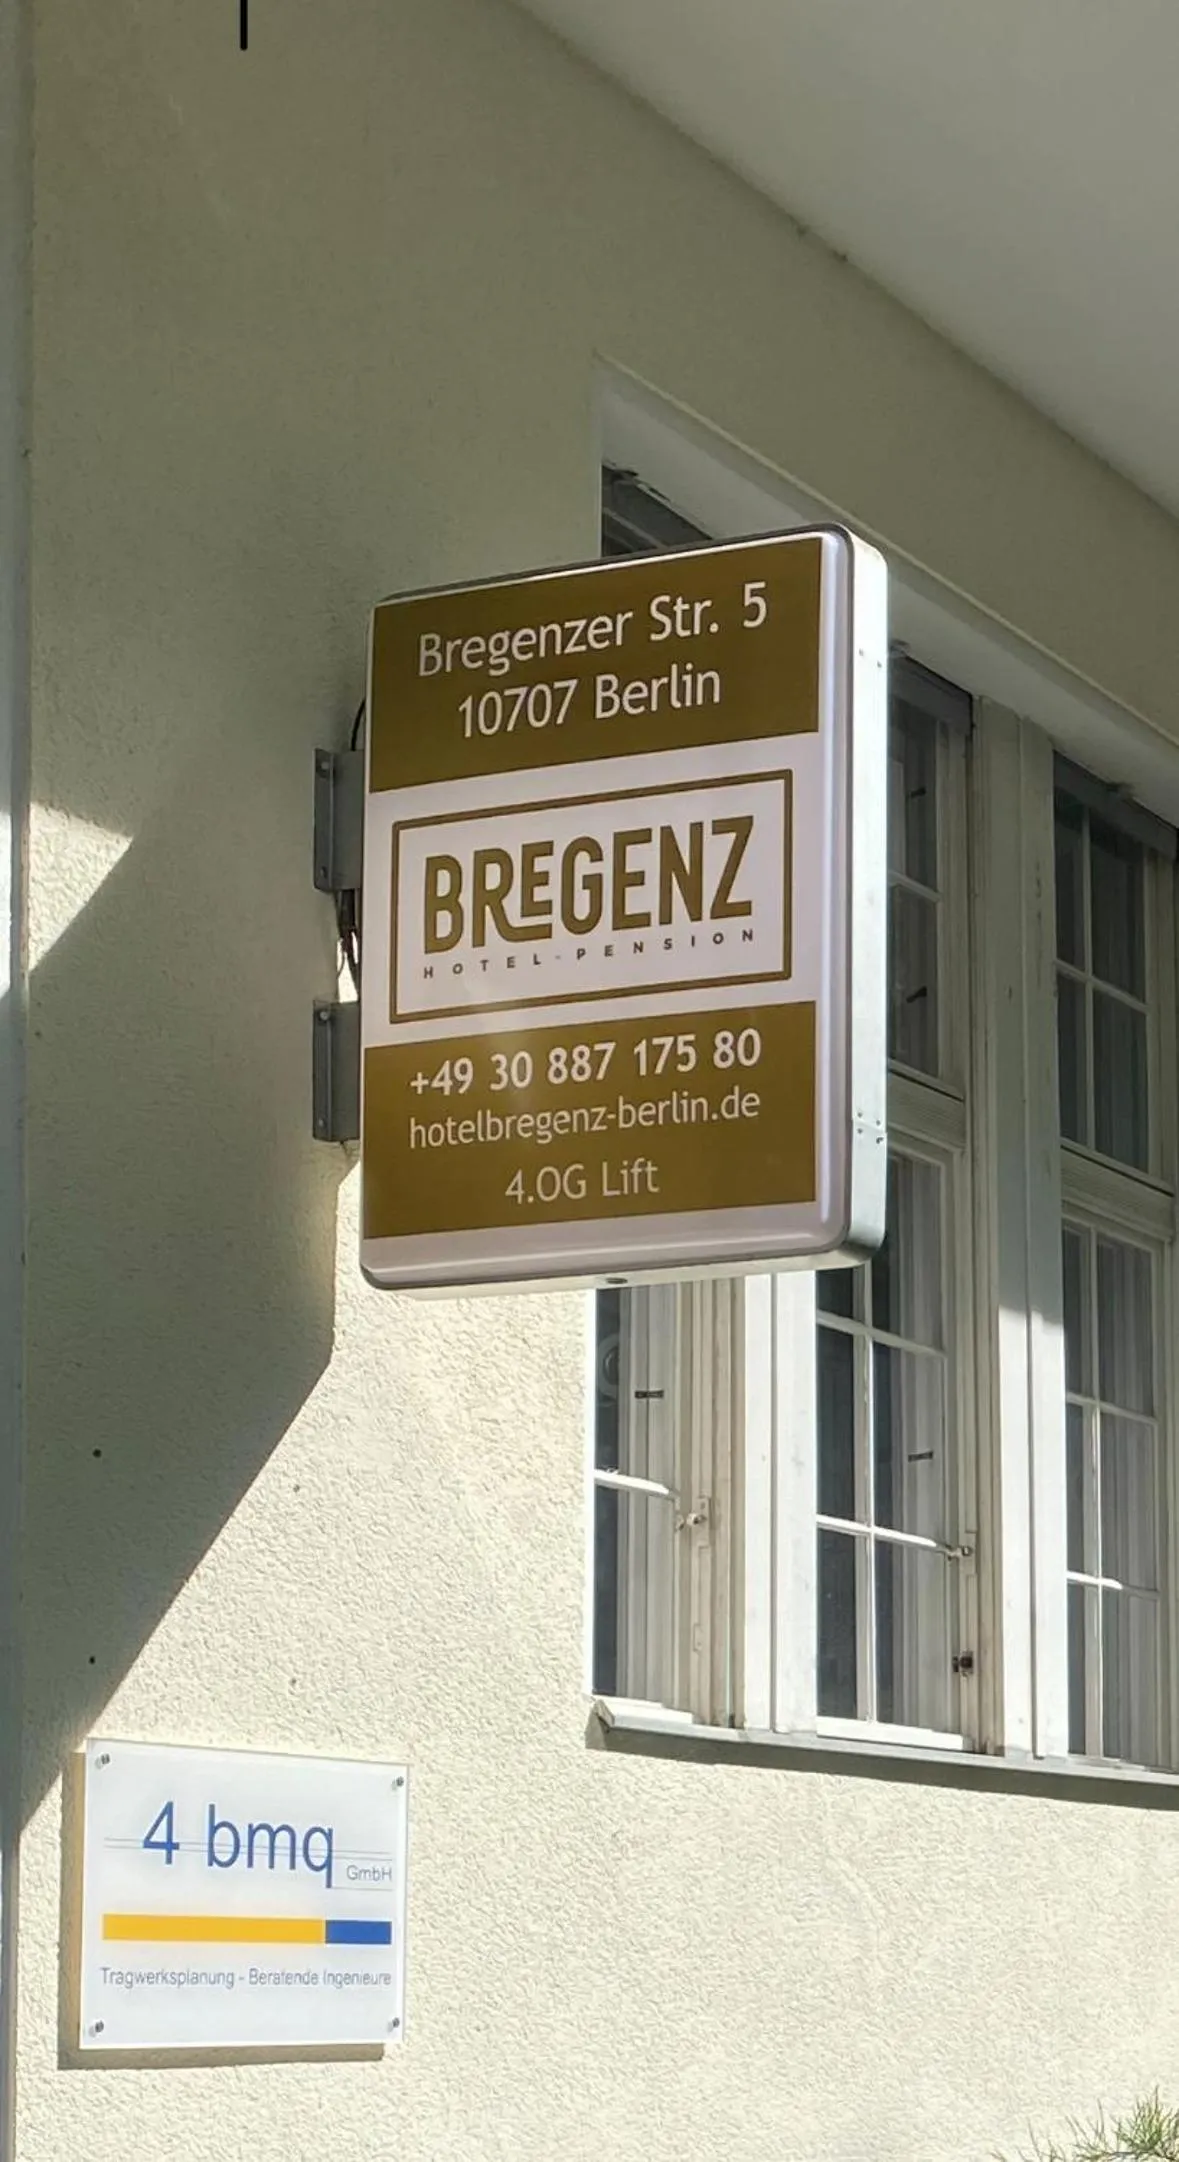 Bregenzer Str. 5
10707 Berlin
BREGENZ
HOTEL-PENSION
+49 30 887 175 80
hotelbregenz-berlin.de
4.OG Lift
4 bmq GmbH
Tragwerksplanung - Beratende Ingenieure